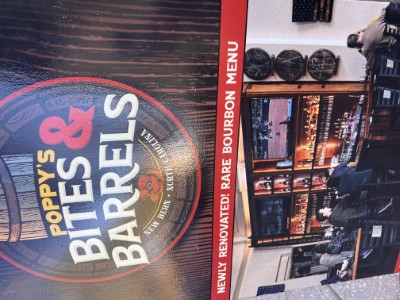 POPPY'S
BITES &
BARRELS
NEW BERN • NORTH CAROLINA
NEWLY RENOVATED! RARE BOURBON MENU